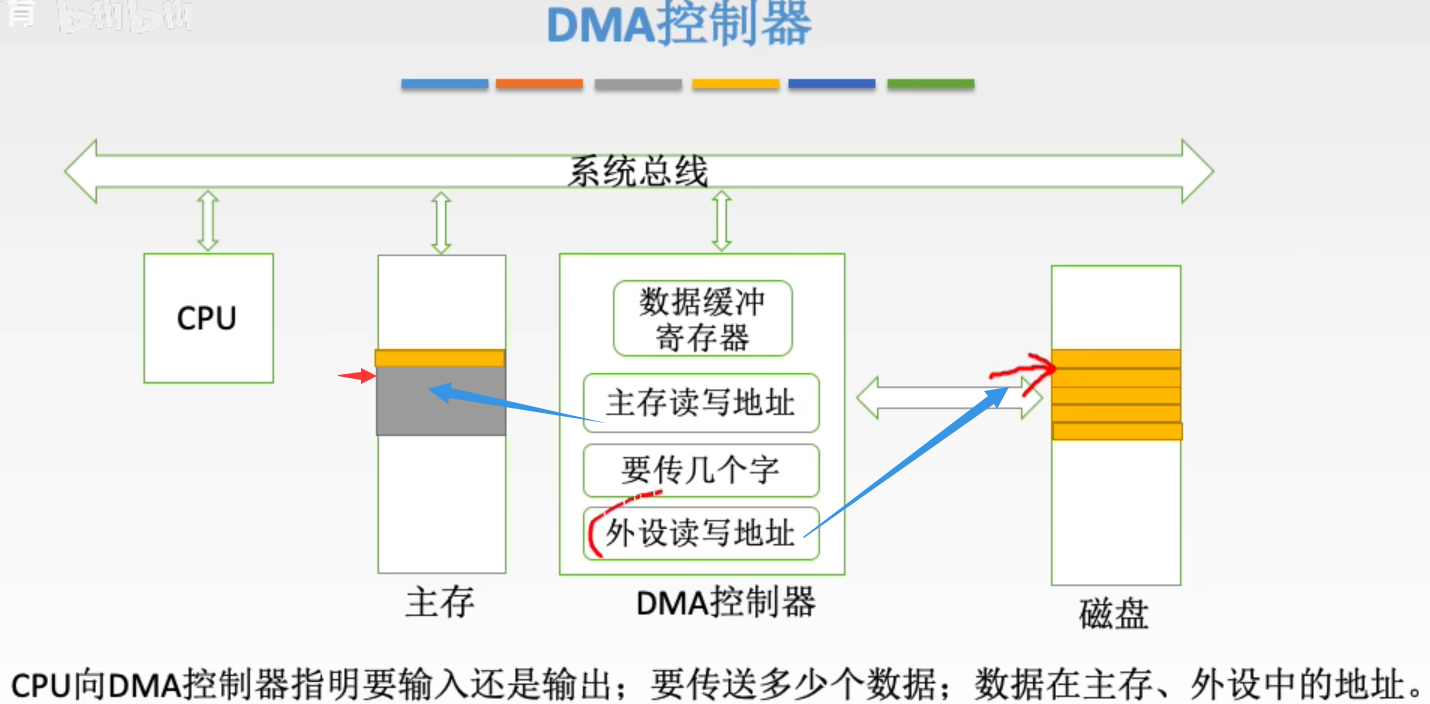 育 bilibili
DMA控制器
系统总线
CPU
数据缓冲
寄存器
主存读写地址
要传几个字
外设读写地址
主存
DMA控制器
磁盘
CPU向DMA控制器指明要输入还是输出；要传送多少个数据；数据在主存、外设中的地址。